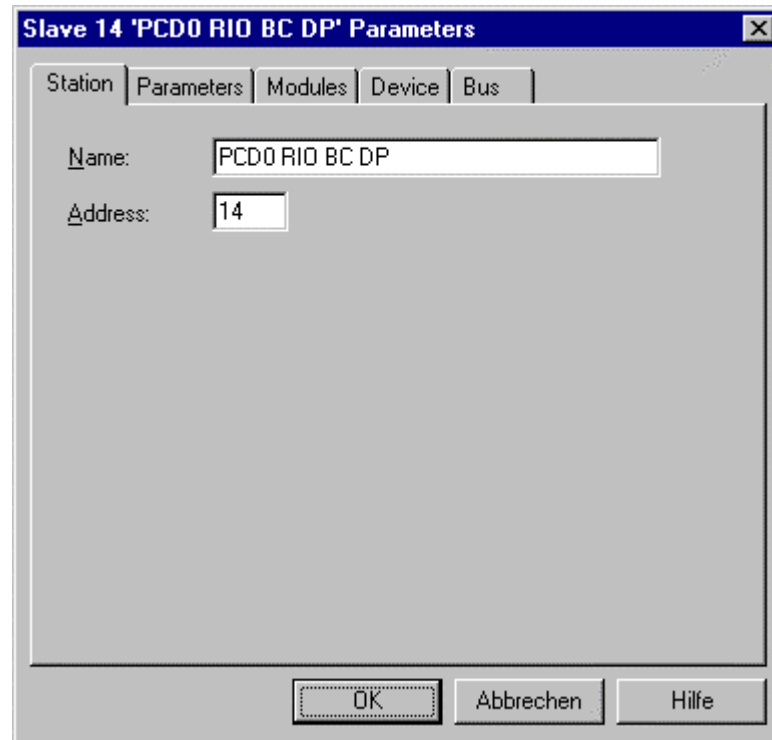 Slave 14 'PCD0 RIO BC DP' Parameters
Station Parameters Modules Device Bus
Name: PCD0 RIO BC DP
Address: 14
OK Abbrechen Hilfe